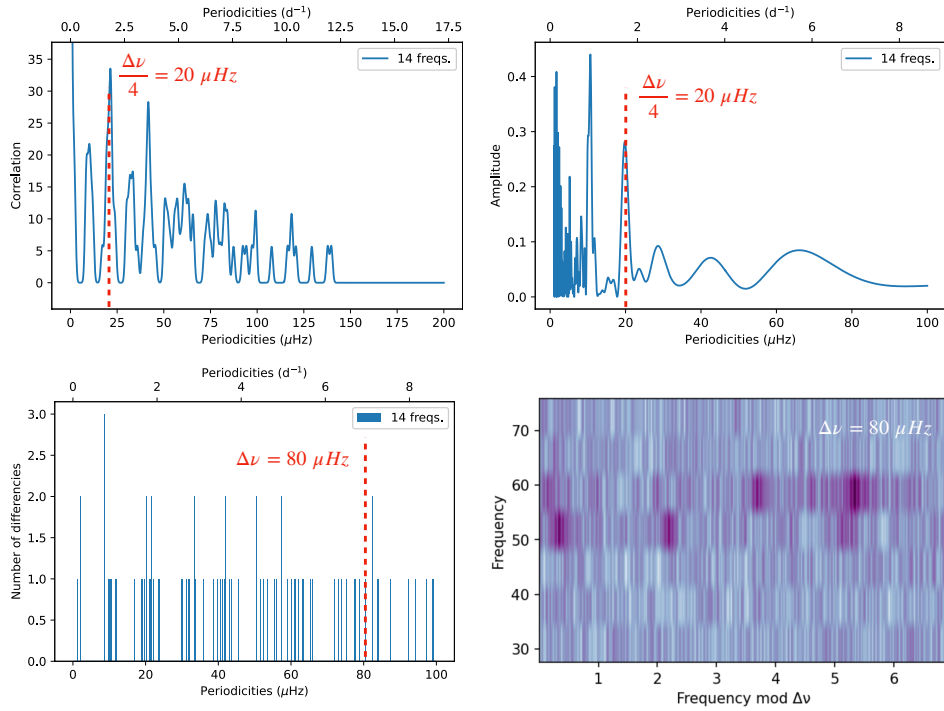 Periodicities (d⁻¹)
0.0 2.5 5.0 7.5 10.0 12.5 15.0 17.5
35
30
25
20
15
10
5
0
Correlation
14 freqs.
Δν/4 = 20 μHz
0 25 50 75 100 125 150 175 200
Periodicities (μHz)
Periodicities (d⁻¹)
0 2 4 6 8
0.4
0.3
0.2
0.1
0.0
Amplitude
14 freqs.
Δν/4 = 20 μHz
0 20 40 60 80 100
Periodicities (μHz)
Periodicities (d⁻¹)
0 2 4 6 8
3.0
2.5
2.0
1.5
1.0
0.5
0.0
Number of differencies
14 freqs.
Δν = 80 μHz
0 20 40 60 80 100
Periodicities (μHz)
70
60
50
40
30
Frequency
Δν = 80 μHz
1 2 3 4 5 6
Frequency mod Δν